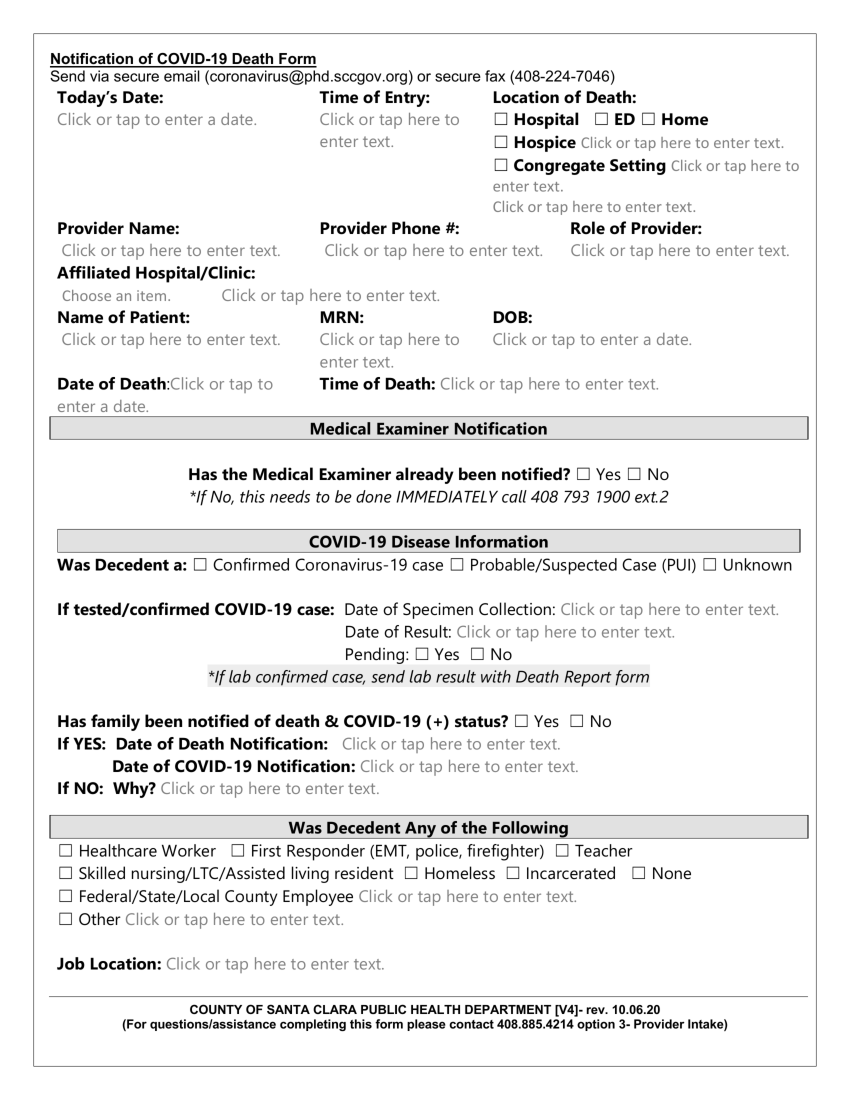 Notification of COVID-19 Death Form
Send via secure email (coronavirus@phd.sccgov.org) or secure fax (408-224-7046)
Today's Date: Time of Entry: Location of Death:
Click or tap to enter a date. Click or tap here to ☐ Hospital ☐ ED ☐ Home
enter text. ☐ Hospice Click or tap here to enter text.
☐ Congregate Setting Click or tap here to
enter text.
Click or tap here to enter text.
Provider Name: Provider Phone #: Role of Provider:
Click or tap here to enter text. Click or tap here to enter text. Click or tap here to enter text.
Affiliated Hospital/Clinic:
Choose an item. Click or tap here to enter text.
Name of Patient: MRN: DOB:
Click or tap here to enter text. Click or tap here to Click or tap to enter a date.
enter text.
Date of Death:Click or tap to Time of Death: Click or tap here to enter text.
enter a date.
Medical Examiner Notification
Has the Medical Examiner already been notified? ☐ Yes ☐ No
*If No, this needs to be done IMMEDIATELY call 408 793 1900 ext.2
COVID-19 Disease Information
Was Decedent a: ☐ Confirmed Coronavirus-19 case ☐ Probable/Suspected Case (PUI) ☐ Unknown
If tested/confirmed COVID-19 case: Date of Specimen Collection: Click or tap here to enter text.
Date of Result: Click or tap here to enter text.
Pending: ☐ Yes ☐ No
*If lab confirmed case, send lab result with Death Report form
Has family been notified of death & COVID-19 (+) status? ☐ Yes ☐ No
If YES: Date of Death Notification: Click or tap here to enter text.
Date of COVID-19 Notification: Click or tap here to enter text.
If NO: Why? Click or tap here to enter text.
Was Decedent Any of the Following
☐ Healthcare Worker ☐ First Responder (EMT, police, firefighter) ☐ Teacher
☐ Skilled nursing/LTC/Assisted living resident ☐ Homeless ☐ Incarcerated ☐ None
☐ Federal/State/Local County Employee Click or tap here to enter text.
☐ Other Click or tap here to enter text.
Job Location: Click or tap here to enter text.
COUNTY OF SANTA CLARA PUBLIC HEALTH DEPARTMENT [V4]- rev. 10.06.20
(For questions/assistance completing this form please contact 408.885.4214 option 3- Provider Intake)